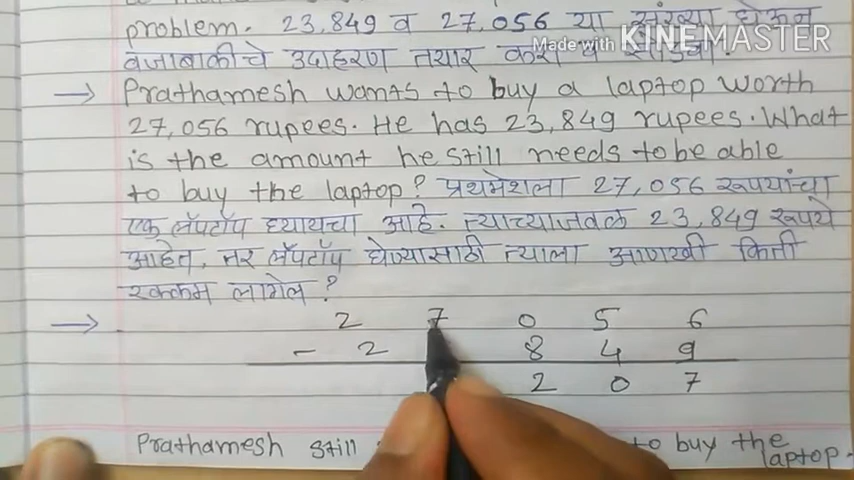 problem. 23,849 व 27,056 या संख्या घेऊन
वजाबाकीचे उदाहरण तयार करा व सोडवा.
Made with KINEMASTER
→ Prathamesh wants to buy a laptop worth
27,056 rupees. He has 23,849 rupees. What
is the amount he still needs to be able
to buy the laptop? प्रथमेशला 27,056 रूपयांचा
एक लॅपटॉप घ्यायचा आहे. त्याच्याजवळ 23,849 रूपये
आहेत, तर लॅपटॉप घेण्यासाठी त्याला आणखी किती
रक्कम लागेल?
→ 2 7 0 5 6
- 2 8 4 9
2 0 7
Prathamesh still to buy the
laptop.